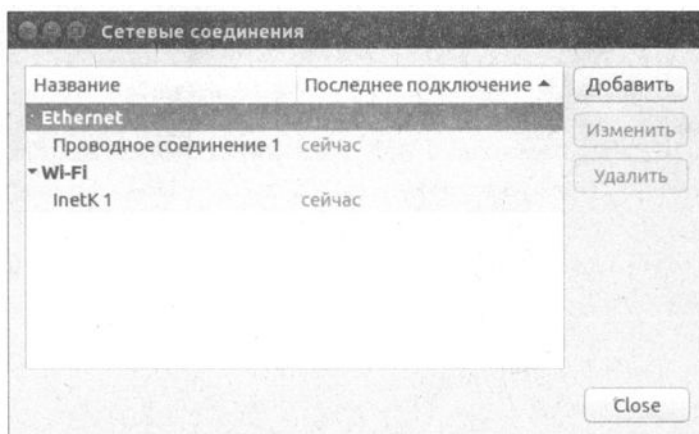 Сетевые соединения
Название Последнее подключение
Ethernet
Проводное соединение 1 сейчас
Wi-Fi
InetK 1 сейчас
Добавить
Изменить
Удалить
Close